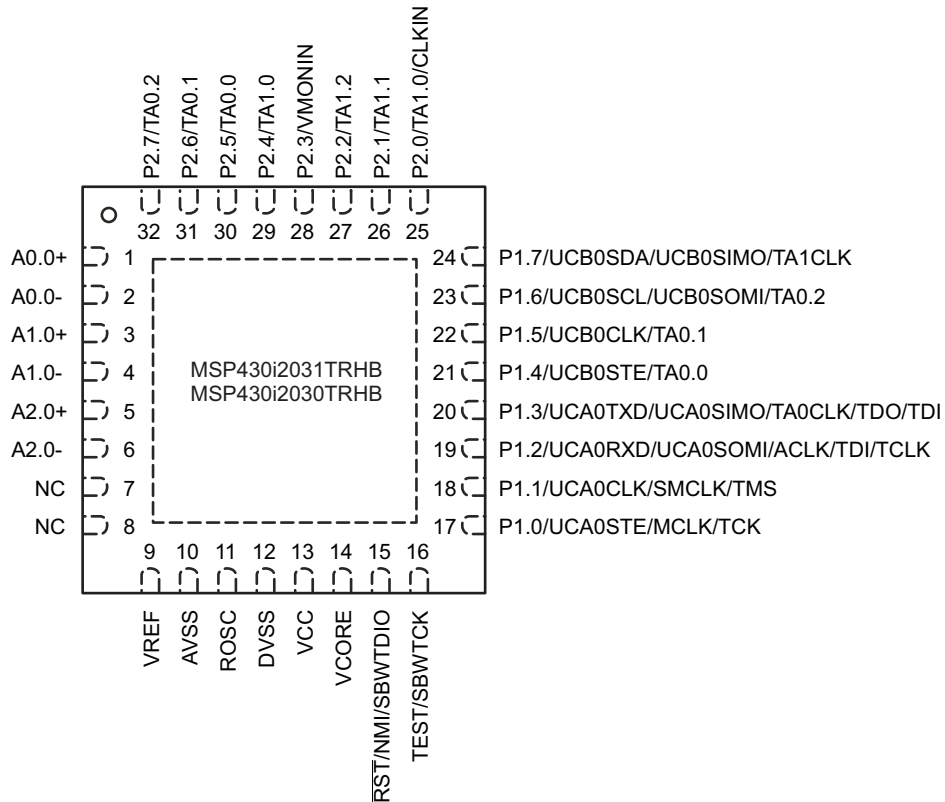 P2.7/TA0.2
P2.6/TA0.1
P2.5/TA0.0
P2.4/TA1.0
P2.3/VMONIN
P2.2/TA1.2
P2.1/TA1.1
P2.0/TA1.0/CLKIN
32 31 30 29 28 27 26 25
A0.0+ 1
A0.0- 2
A1.0+ 3
A1.0- 4
A2.0+ 5
A2.0- 6
NC 7
NC 8
MSP430i2031TRHB
MSP430i2030TRHB
24 P1.7/UCB0SDA/UCB0SIMO/TA1CLK
23 P1.6/UCB0SCL/UCB0SOMI/TA0.2
22 P1.5/UCB0CLK/TA0.1
21 P1.4/UCB0STE/TA0.0
20 P1.3/UCA0TXD/UCA0SIMO/TA0CLK/TDO/TDI
19 P1.2/UCA0RXD/UCA0SOMI/ACLK/TDI/TCLK
18 P1.1/UCA0CLK/SMCLK/TMS
17 P1.0/UCA0STE/MCLK/TCK
9 10 11 12 13 14 15 16
VREF
AVSS
ROSC
DVSS
VCC
VCORE
RST/NMI/SBWTDIO
TEST/SBWTCK